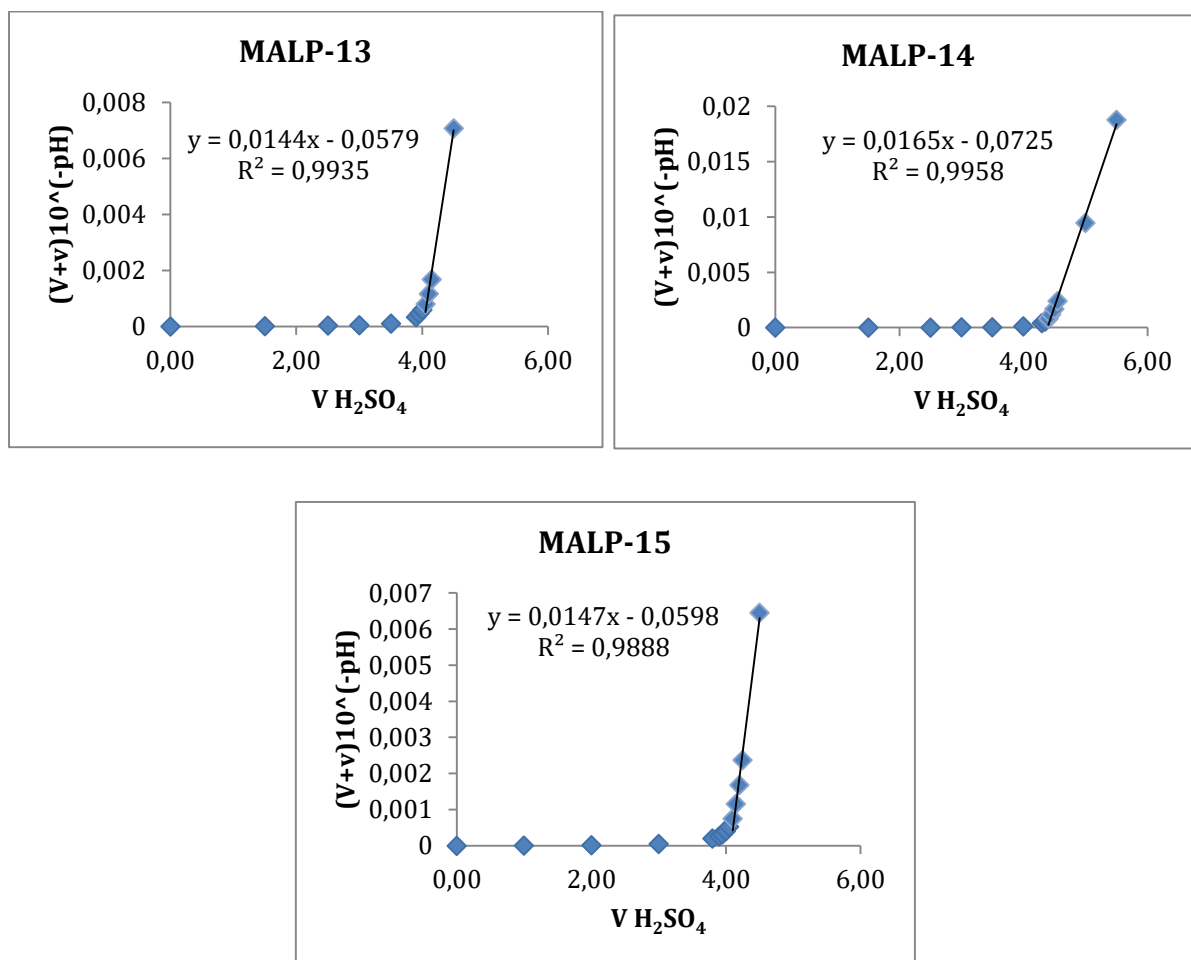 MALP-13
(V+v)10^(-pH)
0,008
0,006
0,004
0,002
0
y = 0,0144x - 0,0579
R² = 0,9935
0,00 2,00 4,00 6,00
V H₂SO₄
MALP-14
(V+v)10^(-pH)
0,02
0,015
0,01
0,005
0
y = 0,0165x - 0,0725
R² = 0,9958
0,00 2,00 4,00 6,00
V H₂SO₄
MALP-15
(V+v)10^(-pH)
0,007
0,006
0,005
0,004
0,003
0,002
0,001
0
y = 0,0147x - 0,0598
R² = 0,9888
0,00 2,00 4,00 6,00
V H₂SO₄